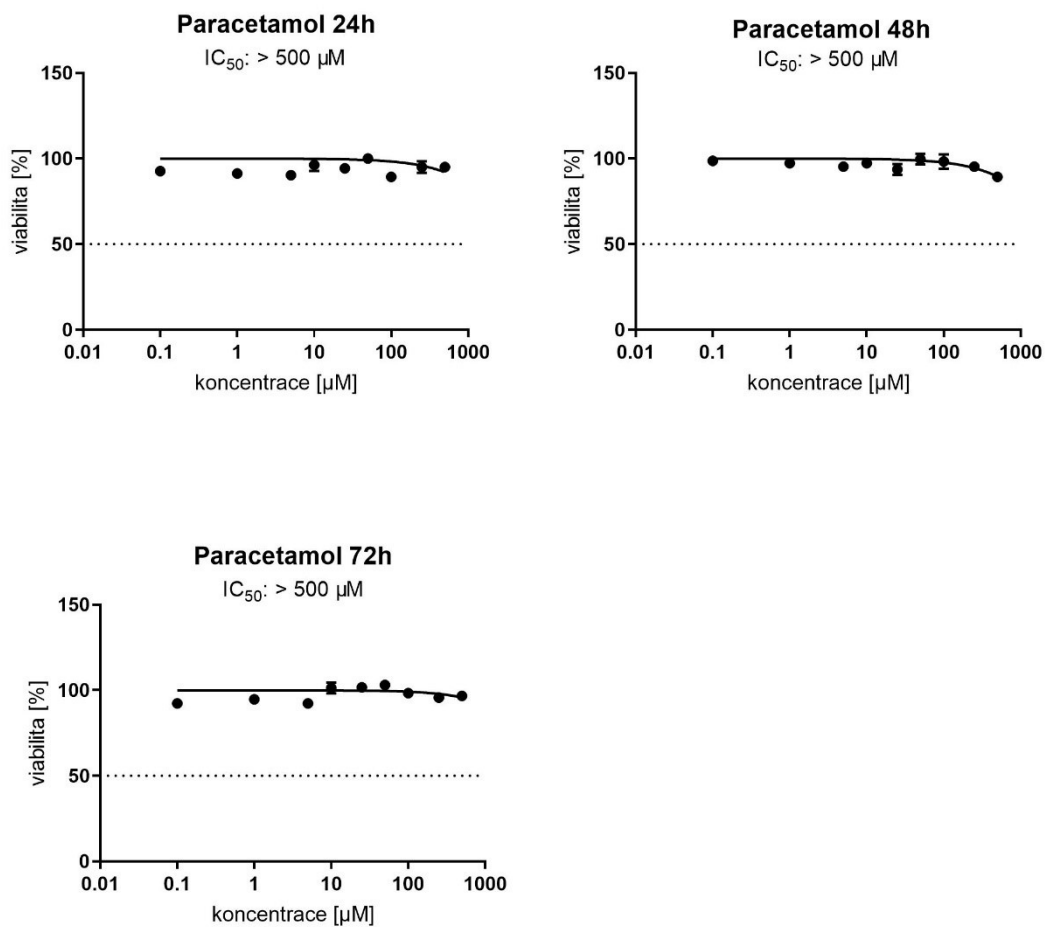 Paracetamol 24h
IC₅₀: > 500 µM
150
100
50
0
viabilita [%]
0.01 0.1 1 10 100 1000
koncentrace [µM]
Paracetamol 48h
IC₅₀: > 500 µM
150
100
50
0
viabilita [%]
0.01 0.1 1 10 100 1000
koncentrace [µM]
Paracetamol 72h
IC₅₀: > 500 µM
150
100
50
0
viabilita [%]
0.01 0.1 1 10 100 1000
koncentrace [µM]